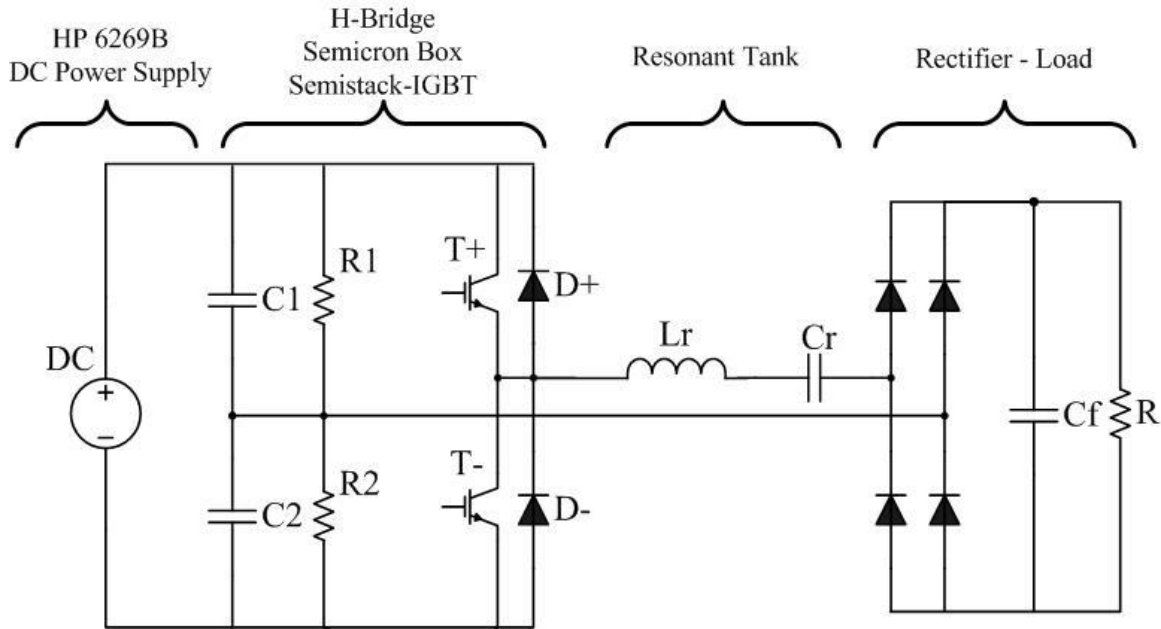 HP 6269B
DC Power Supply
H-Bridge
Semicron Box
Semistack-IGBT
Resonant Tank
Rectifier - Load
DC
+
−
C1
R1
T+
D+
Lr
Cr
C2
R2
T-
D-
Cf
R